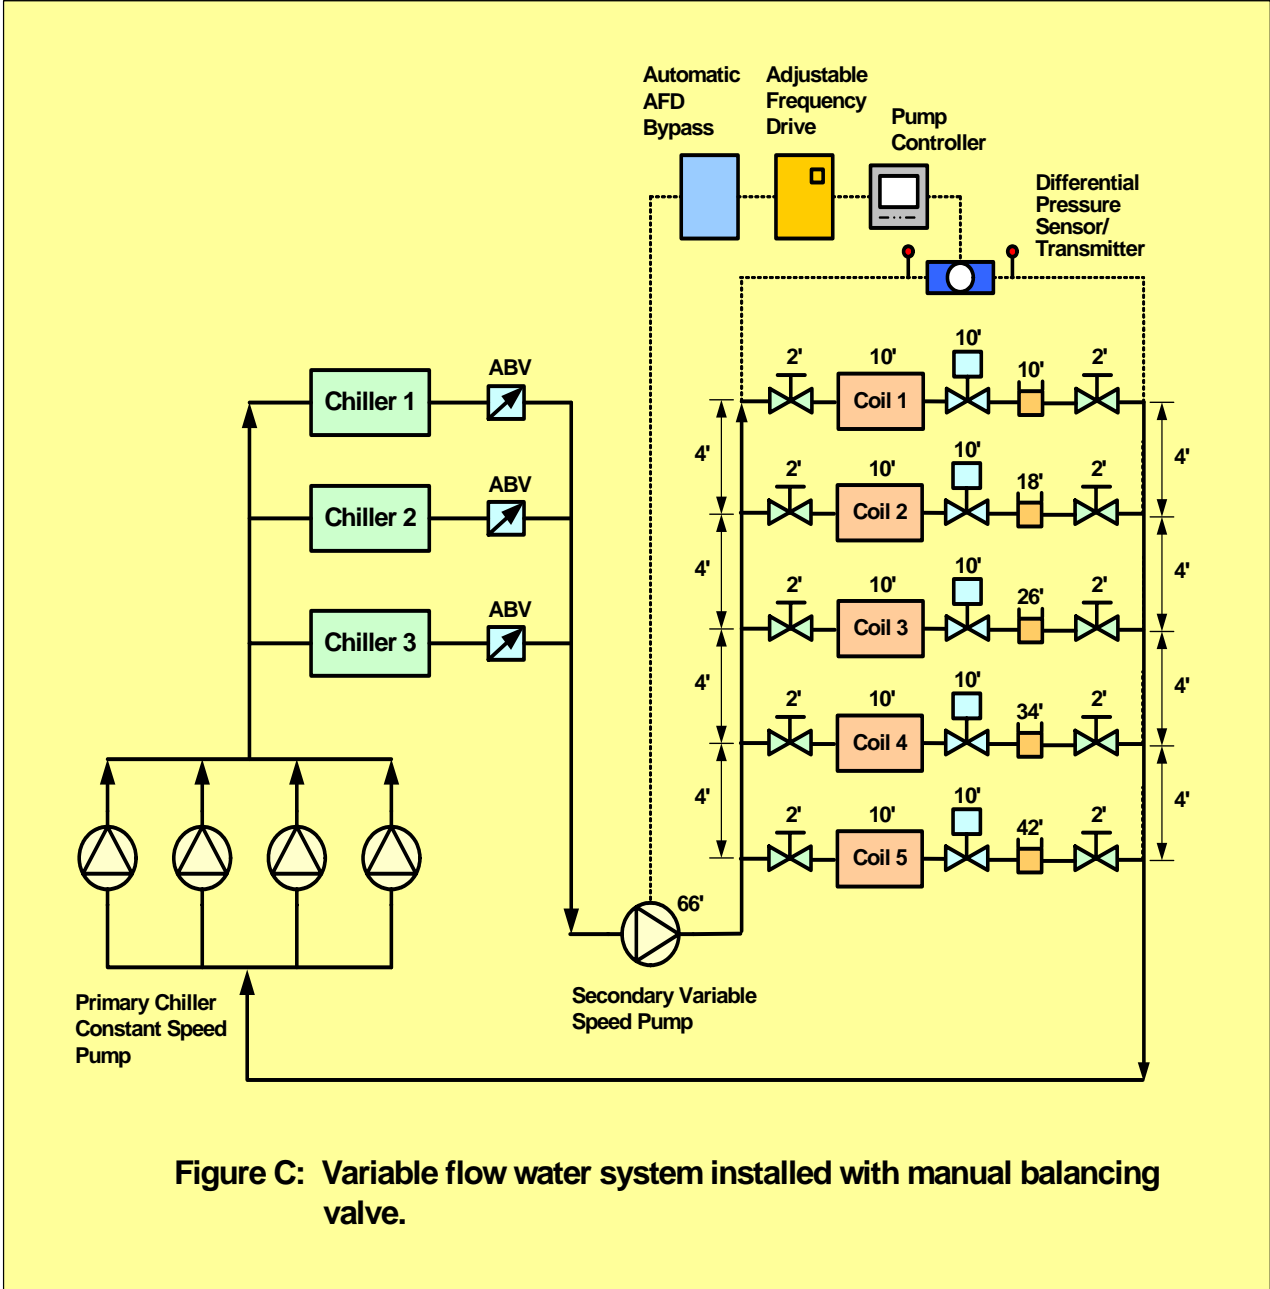 Automatic
AFD
Bypass
Adjustable
Frequency
Drive
Pump
Controller
Differential
Pressure
Sensor/
Transmitter
ABV
Chiller 1
ABV
Chiller 2
ABV
Chiller 3
2'
10'
10'
10'
2'
Coil 1
4'
4'
2'
10'
10'
18'
2'
Coil 2
4'
4'
2'
10'
10'
26'
2'
Coil 3
4'
4'
2'
10'
10'
34'
2'
Coil 4
4'
4'
2'
10'
10'
42'
2'
Coil 5
66'
Primary Chiller
Constant Speed
Pump
Secondary Variable
Speed Pump
Figure C: Variable flow water system installed with manual balancing
valve.